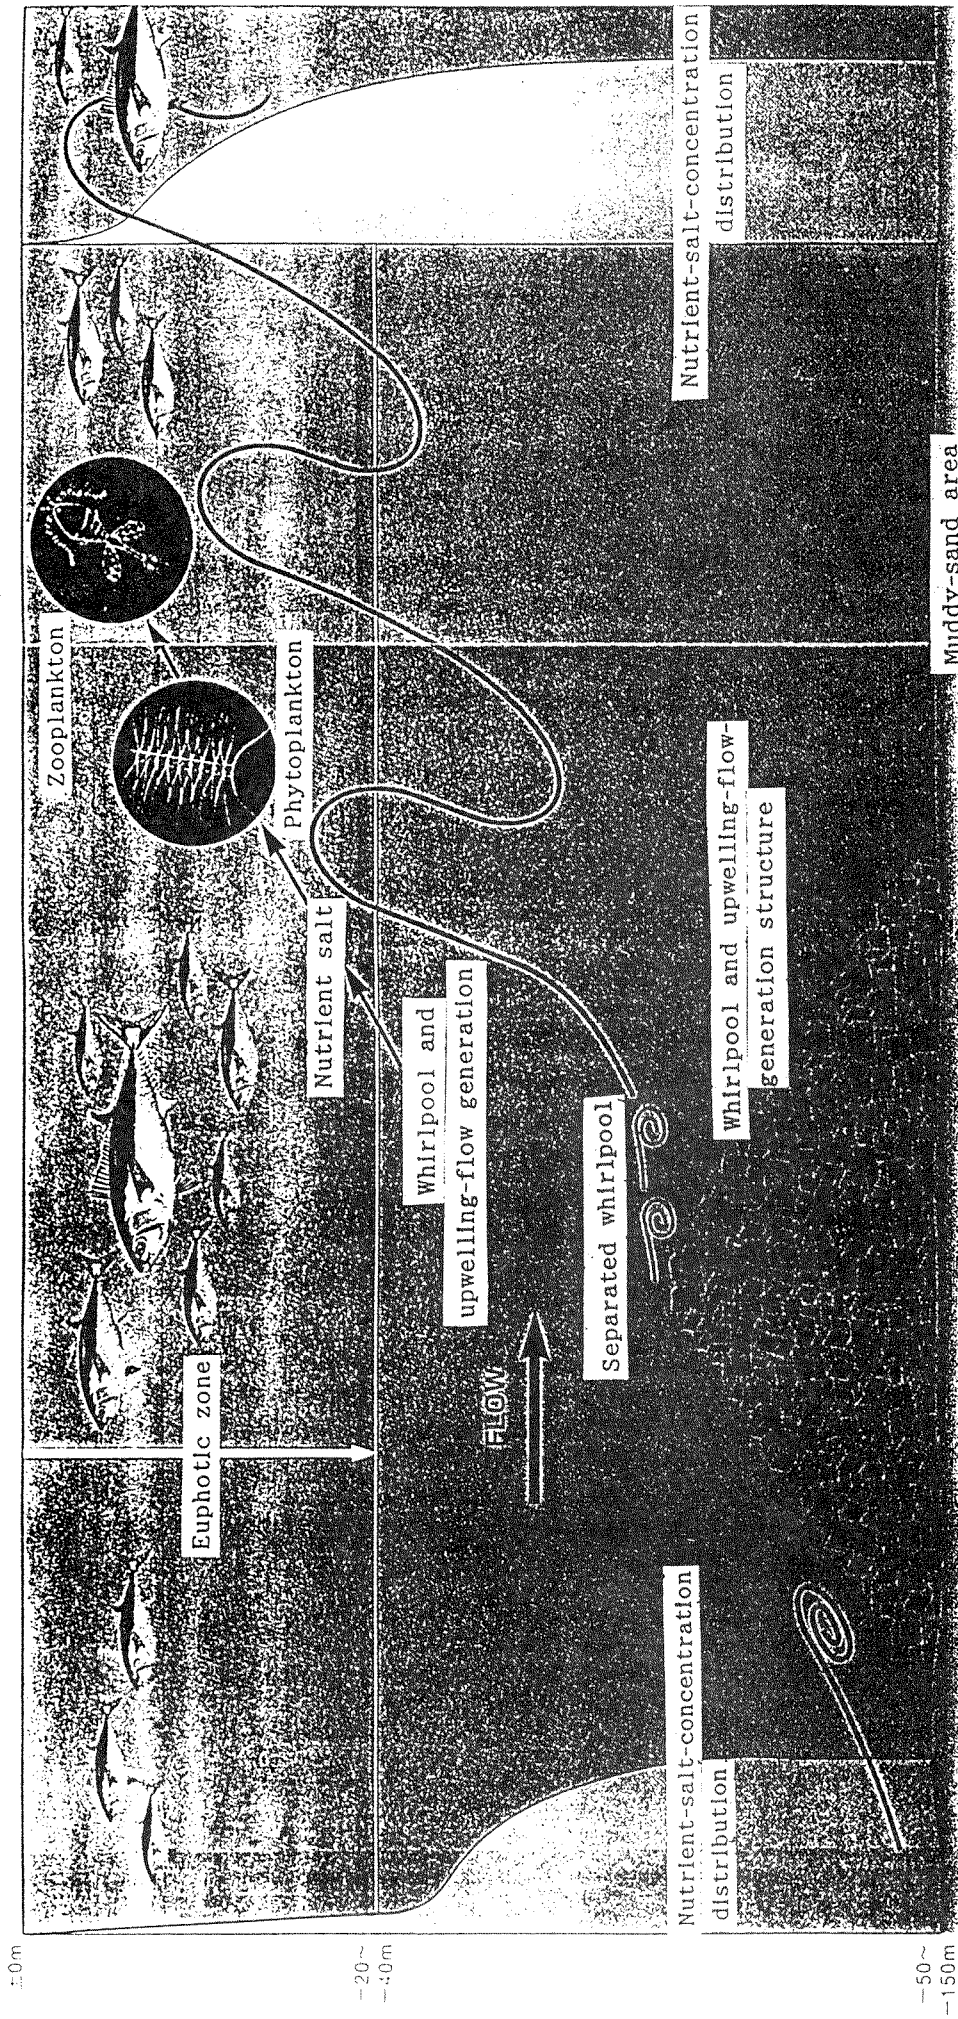 ±0m
-20~
-40m
-50~
-150m
Euphotic zone
Zooplankton
Phytoplankton
Nutrient salt
Whirlpool and
upwelling-flow generation
FLOW
Separated whirlpool
Whirlpool and upwelling-flow-
generation structure
Nutrient-salt-concentration
distribution
Nutrient-salt-concentration
distribution
Muddy-sand area